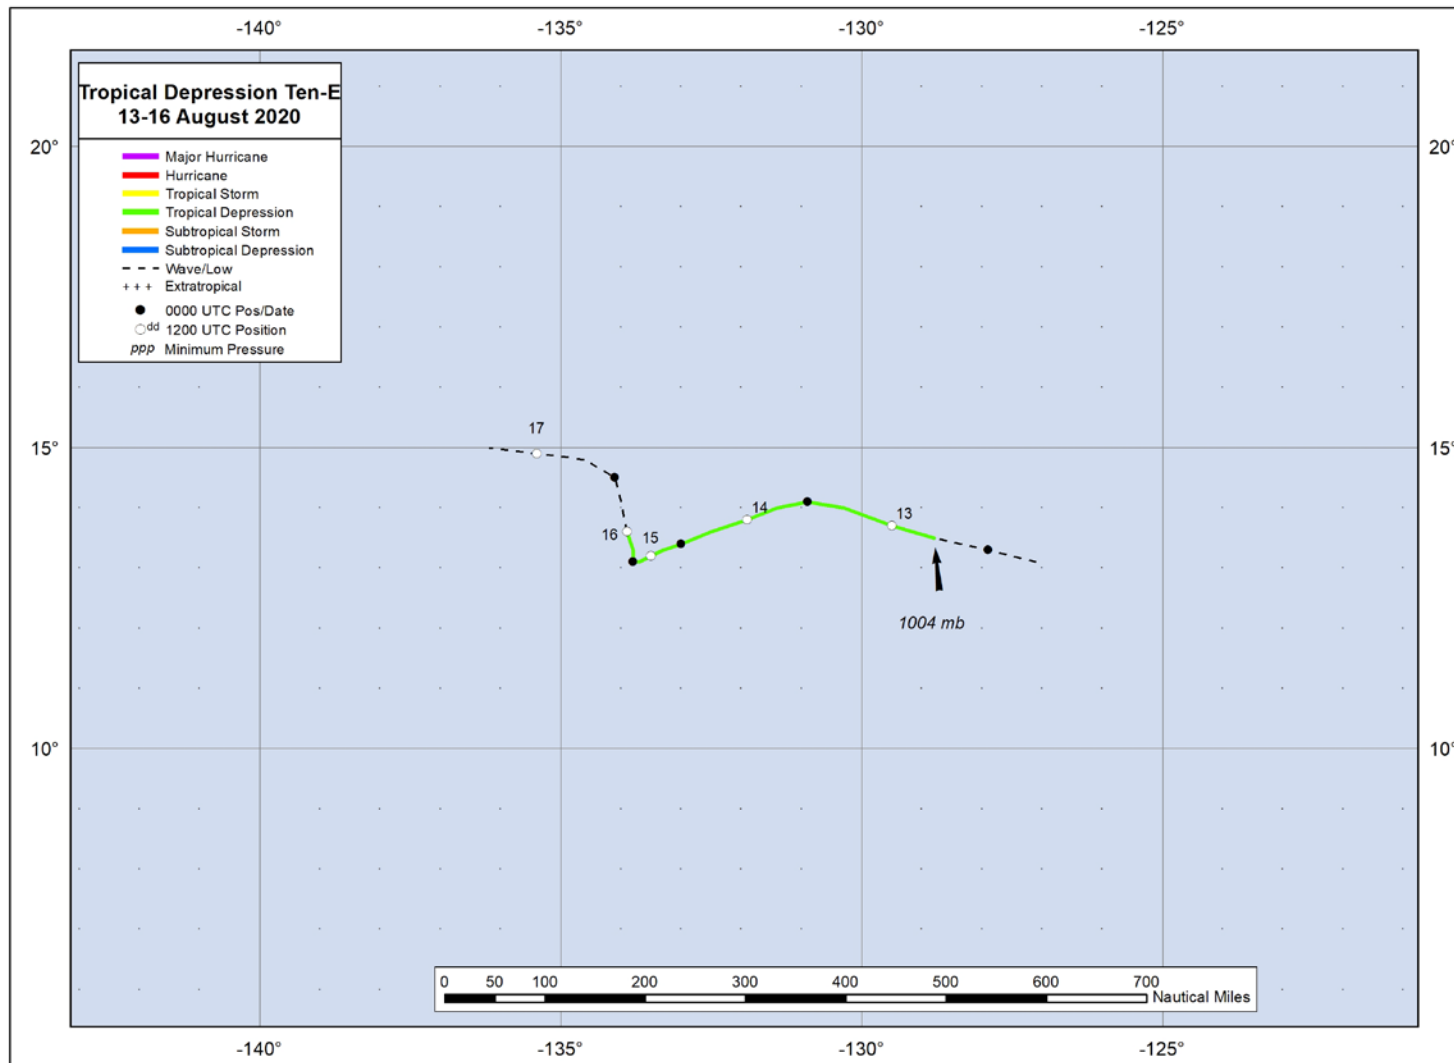 -140°
-135°
-130°
-125°
Tropical Depression Ten-E
13-16 August 2020
Major Hurricane
Hurricane
Tropical Storm
Tropical Depression
Subtropical Storm
Subtropical Depression
Wave/Low
+++ Extratropical
0000 UTC Pos/Date
dd 1200 UTC Position
ppp Minimum Pressure
20°
20°
17
15°
15°
16
15
14
13
1004 mb
10°
10°
0 50 100 200 300 400 500 600 700
Nautical Miles
-140°
-135°
-130°
-125°